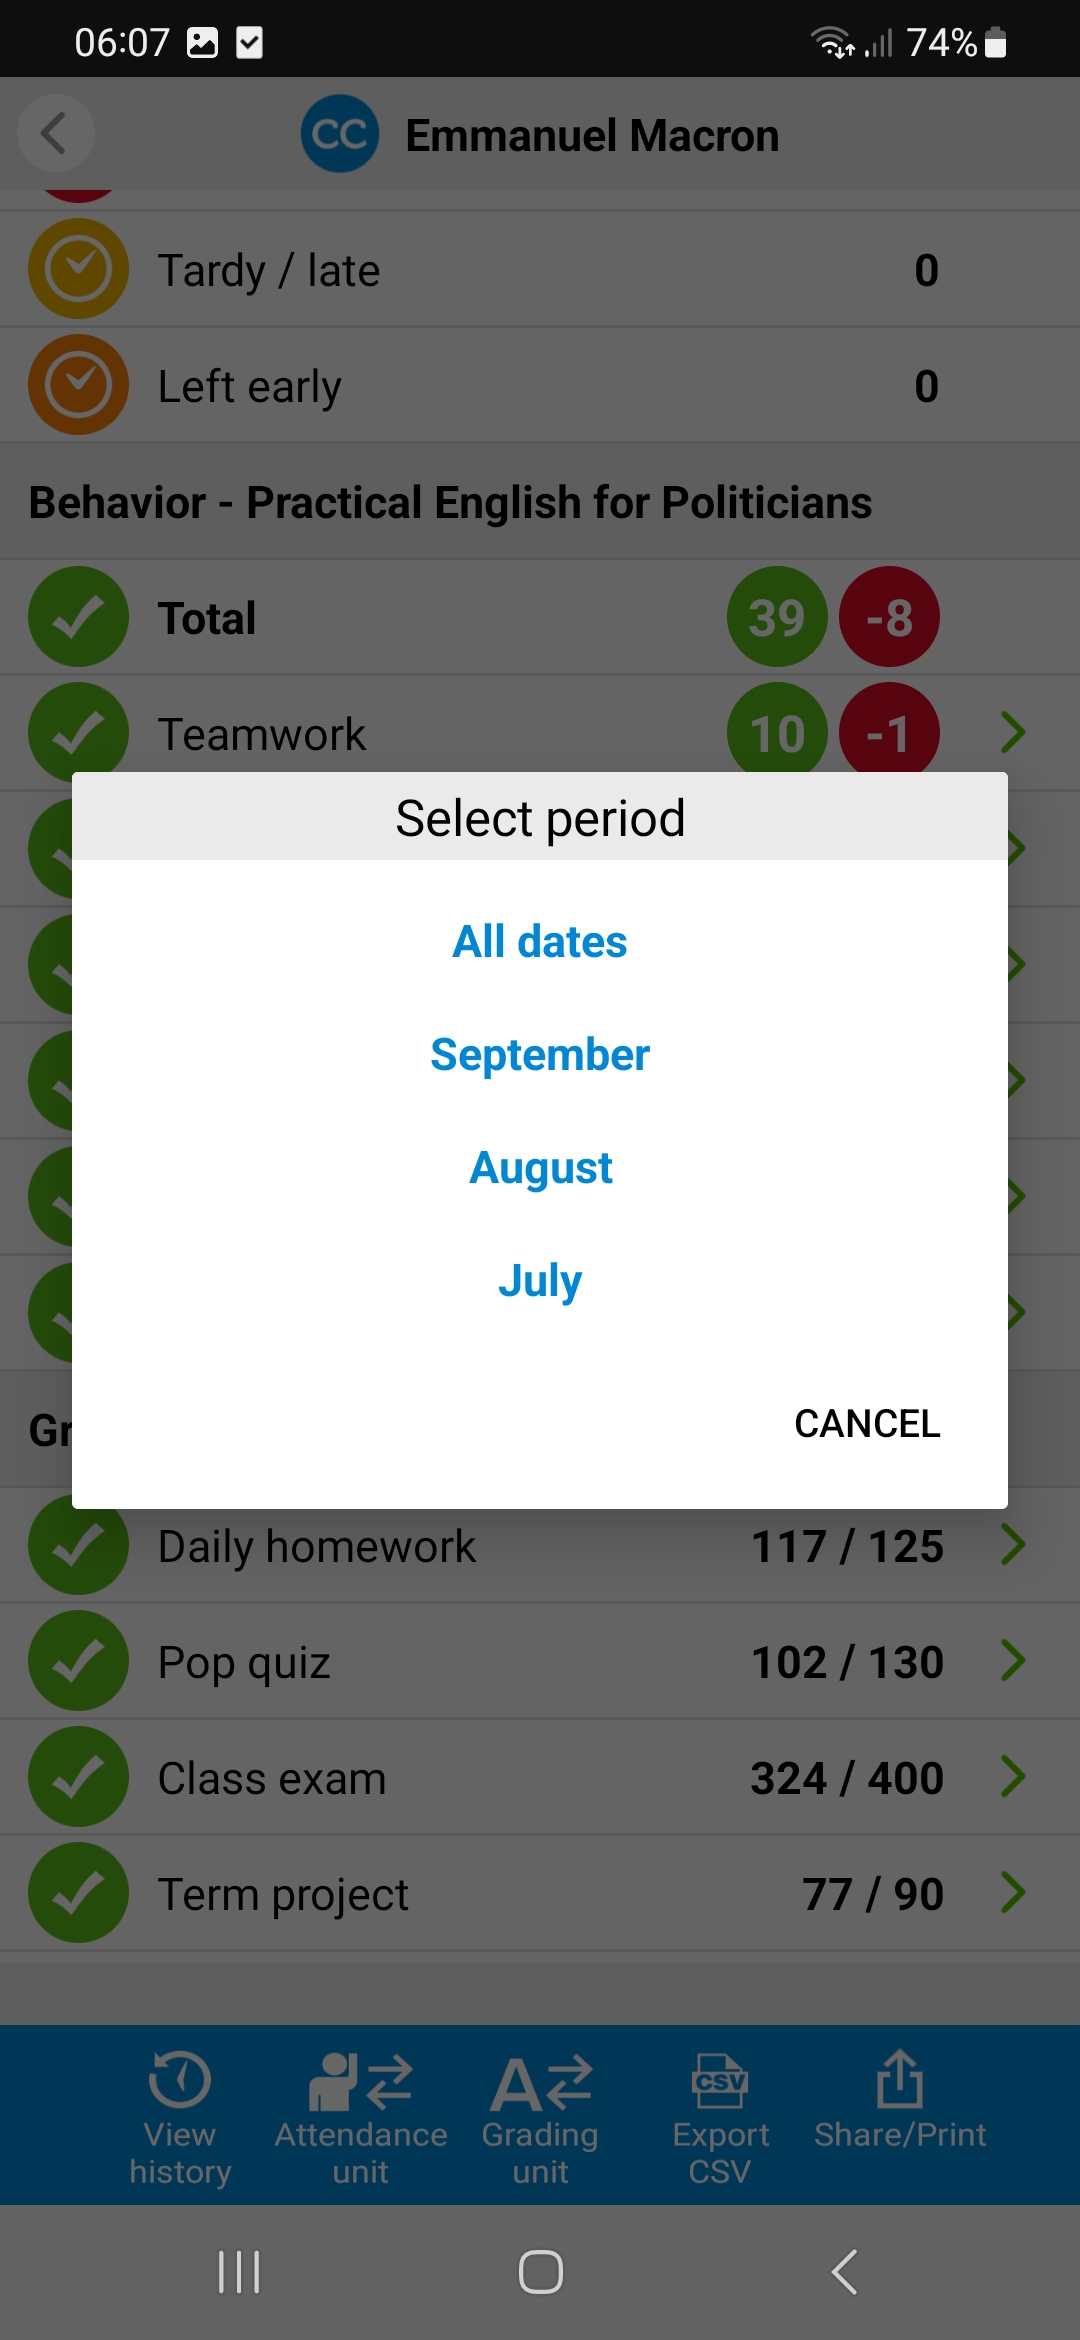 06:07
74%
CC Emmanuel Macron
Tardy / late 0
Left early 0
Behavior - Practical English for Politicians
Total 39 -8
Teamwork 10 -1
Select period
All dates
September
August
July
CANCEL
Gr
Daily homework 117 / 125
Pop quiz 102 / 130
Class exam 324 / 400
Term project 77 / 90
View history
Attendance unit
A Grading unit
CSV Export CSV
Share/Print